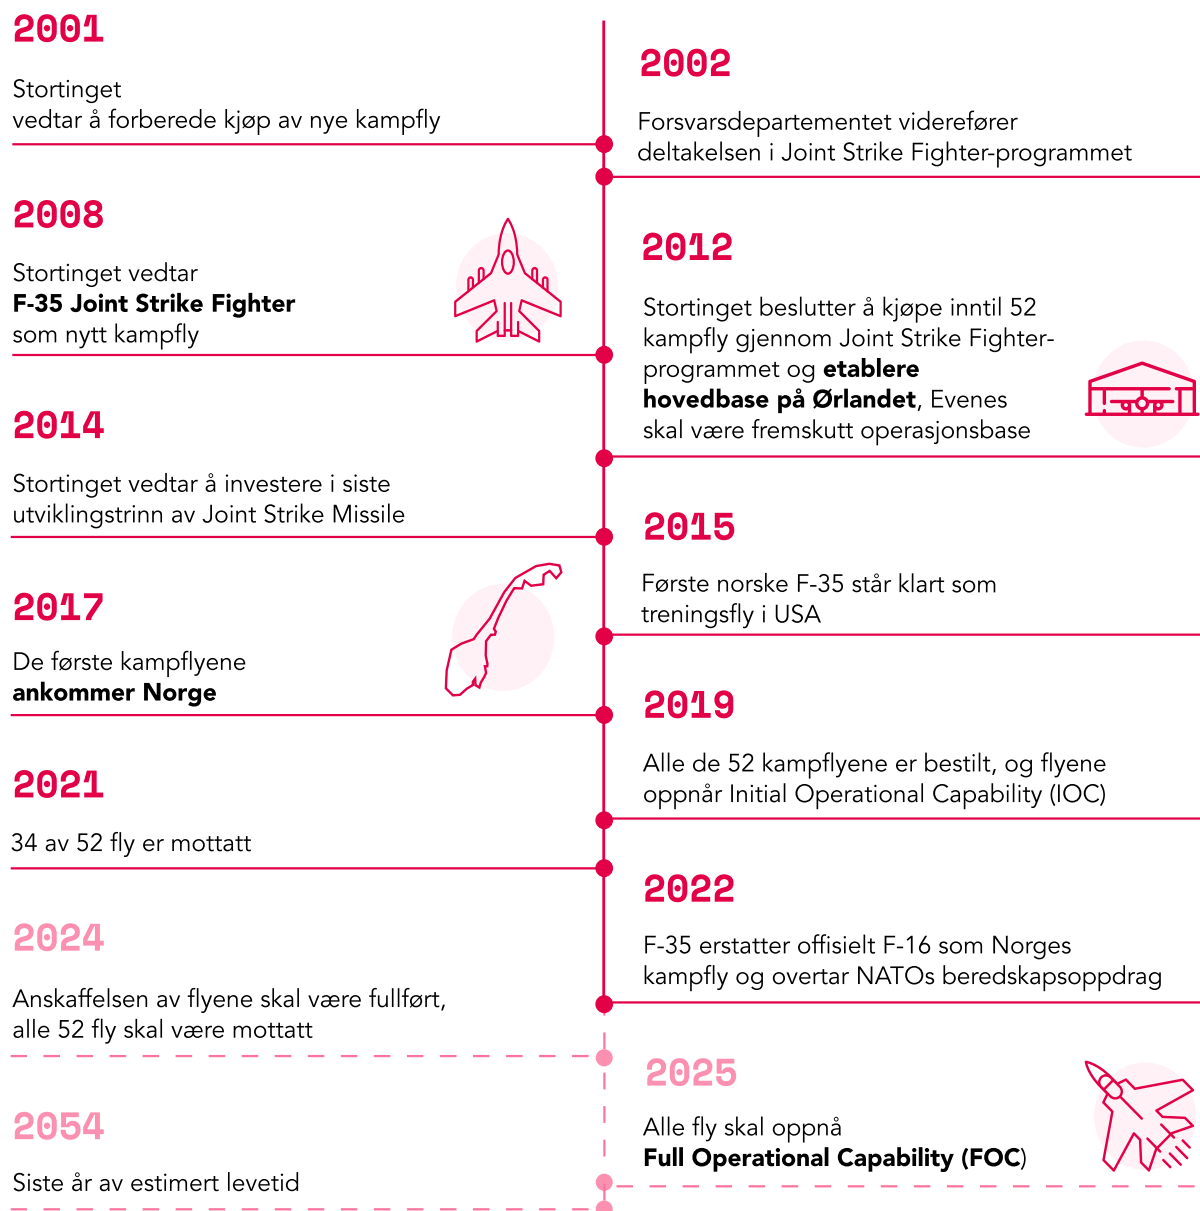 2001
Stortinget
vedtar å forberede kjøp av nye kampfly
2002
Forsvarsdepartementet viderefører
deltakelsen i Joint Strike Fighter-programmet
2008
Stortinget vedtar
F-35 Joint Strike Fighter
som nytt kampfly
2012
Stortinget beslutter å kjøpe inntil 52
kampfly gjennom Joint Strike Fighter-
programmet og etablere
hovedbase på Ørlandet, Evenes
skal være fremskutt operasjonsbase
2014
Stortinget vedtar å investere i siste
utviklingstrinn av Joint Strike Missile
2015
Første norske F-35 står klart som
treningsfly i USA
2017
De første kampflyene
ankommer Norge
2019
Alle de 52 kampflyene er bestilt, og flyene
oppnår Initial Operational Capability (IOC)
2021
34 av 52 fly er mottatt
2022
F-35 erstatter offisielt F-16 som Norges
kampfly og overtar NATOs beredskapsoppdrag
2024
Anskaffelsen av flyene skal være fullført,
alle 52 fly skal være mottatt
2025
Alle fly skal oppnå
Full Operational Capability (FOC)
2054
Siste år av estimert levetid